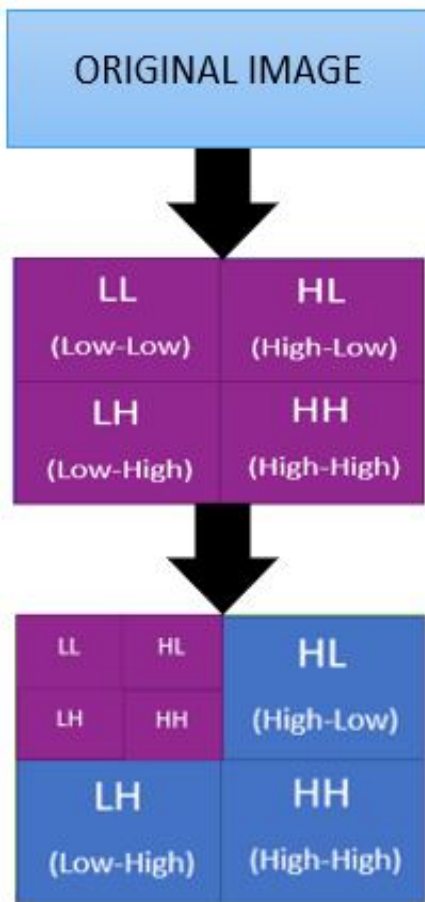 ORIGINAL IMAGE
LL HL
(Low-Low) (High-Low)
LH HH
(Low-High) (High-High)
LL HL
LH HH
HL
(High-Low)
LH HH
(Low-High) (High-High)